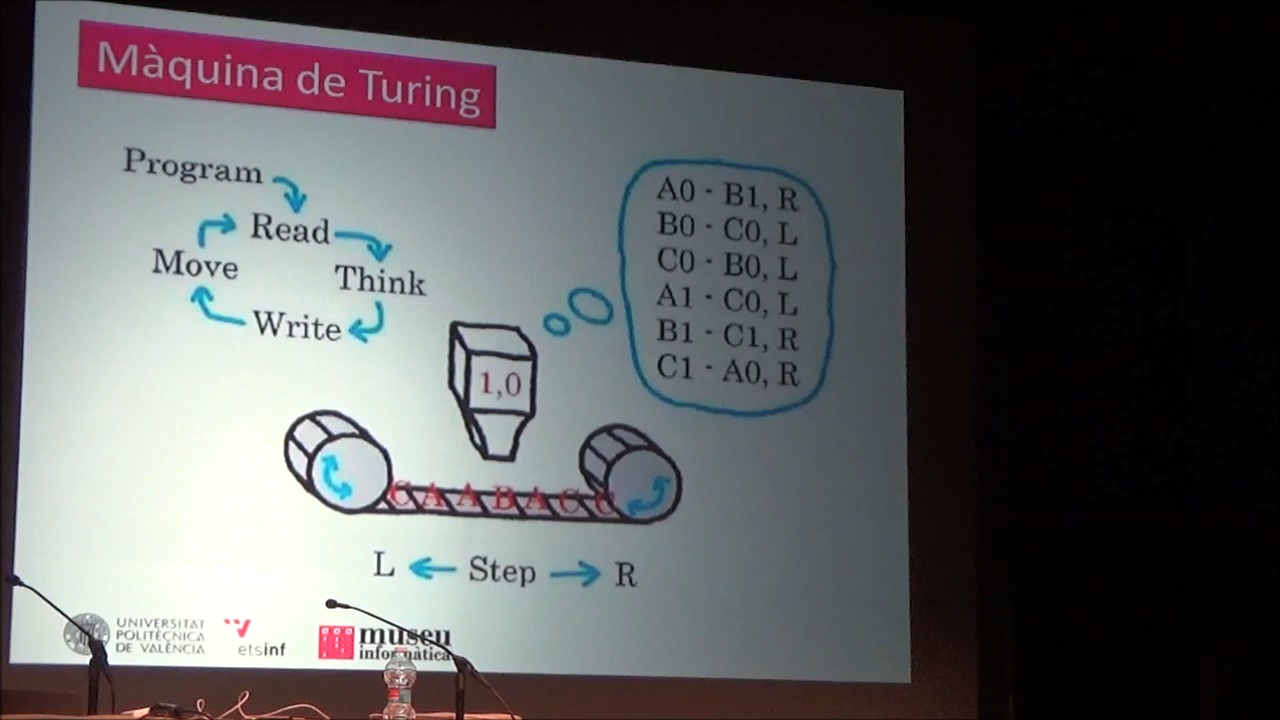 Màquina de Turing
Program
Read
Move
Think
Write
A0 - B1, R
B0 - C0, L
C0 - B0, L
A1 - C0, L
B1 - C1, R
C1 - A0, R
1,0
C A A B A C C
L Step R
UNIVERSITAT
POLITÈCNICA
DE VALÈNCIA
etsinf
museu
informàtica